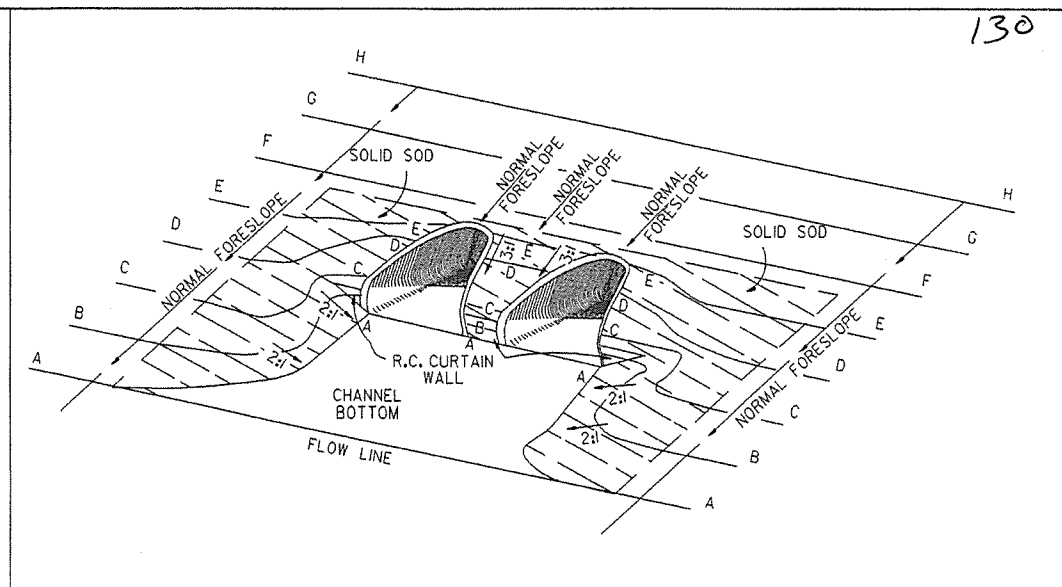 130
H
G
F
E
D
C
B
A
SOLID SOD
NORMAL FORESLOPE
NORMAL
FORESLOPE
NORMAL
FORESLOPE
NORMAL
FORESLOPE
SOLID SOD
H
G
F
E
D
C
B
A
NORMAL FORESLOPE
E
D
C
A
3:1
E
D
C
B
A
3:1
E
D
C
A
2:1
2:1
2:1
2:1
R.C. CURTAIN
WALL
CHANNEL
BOTTOM
FLOW LINE